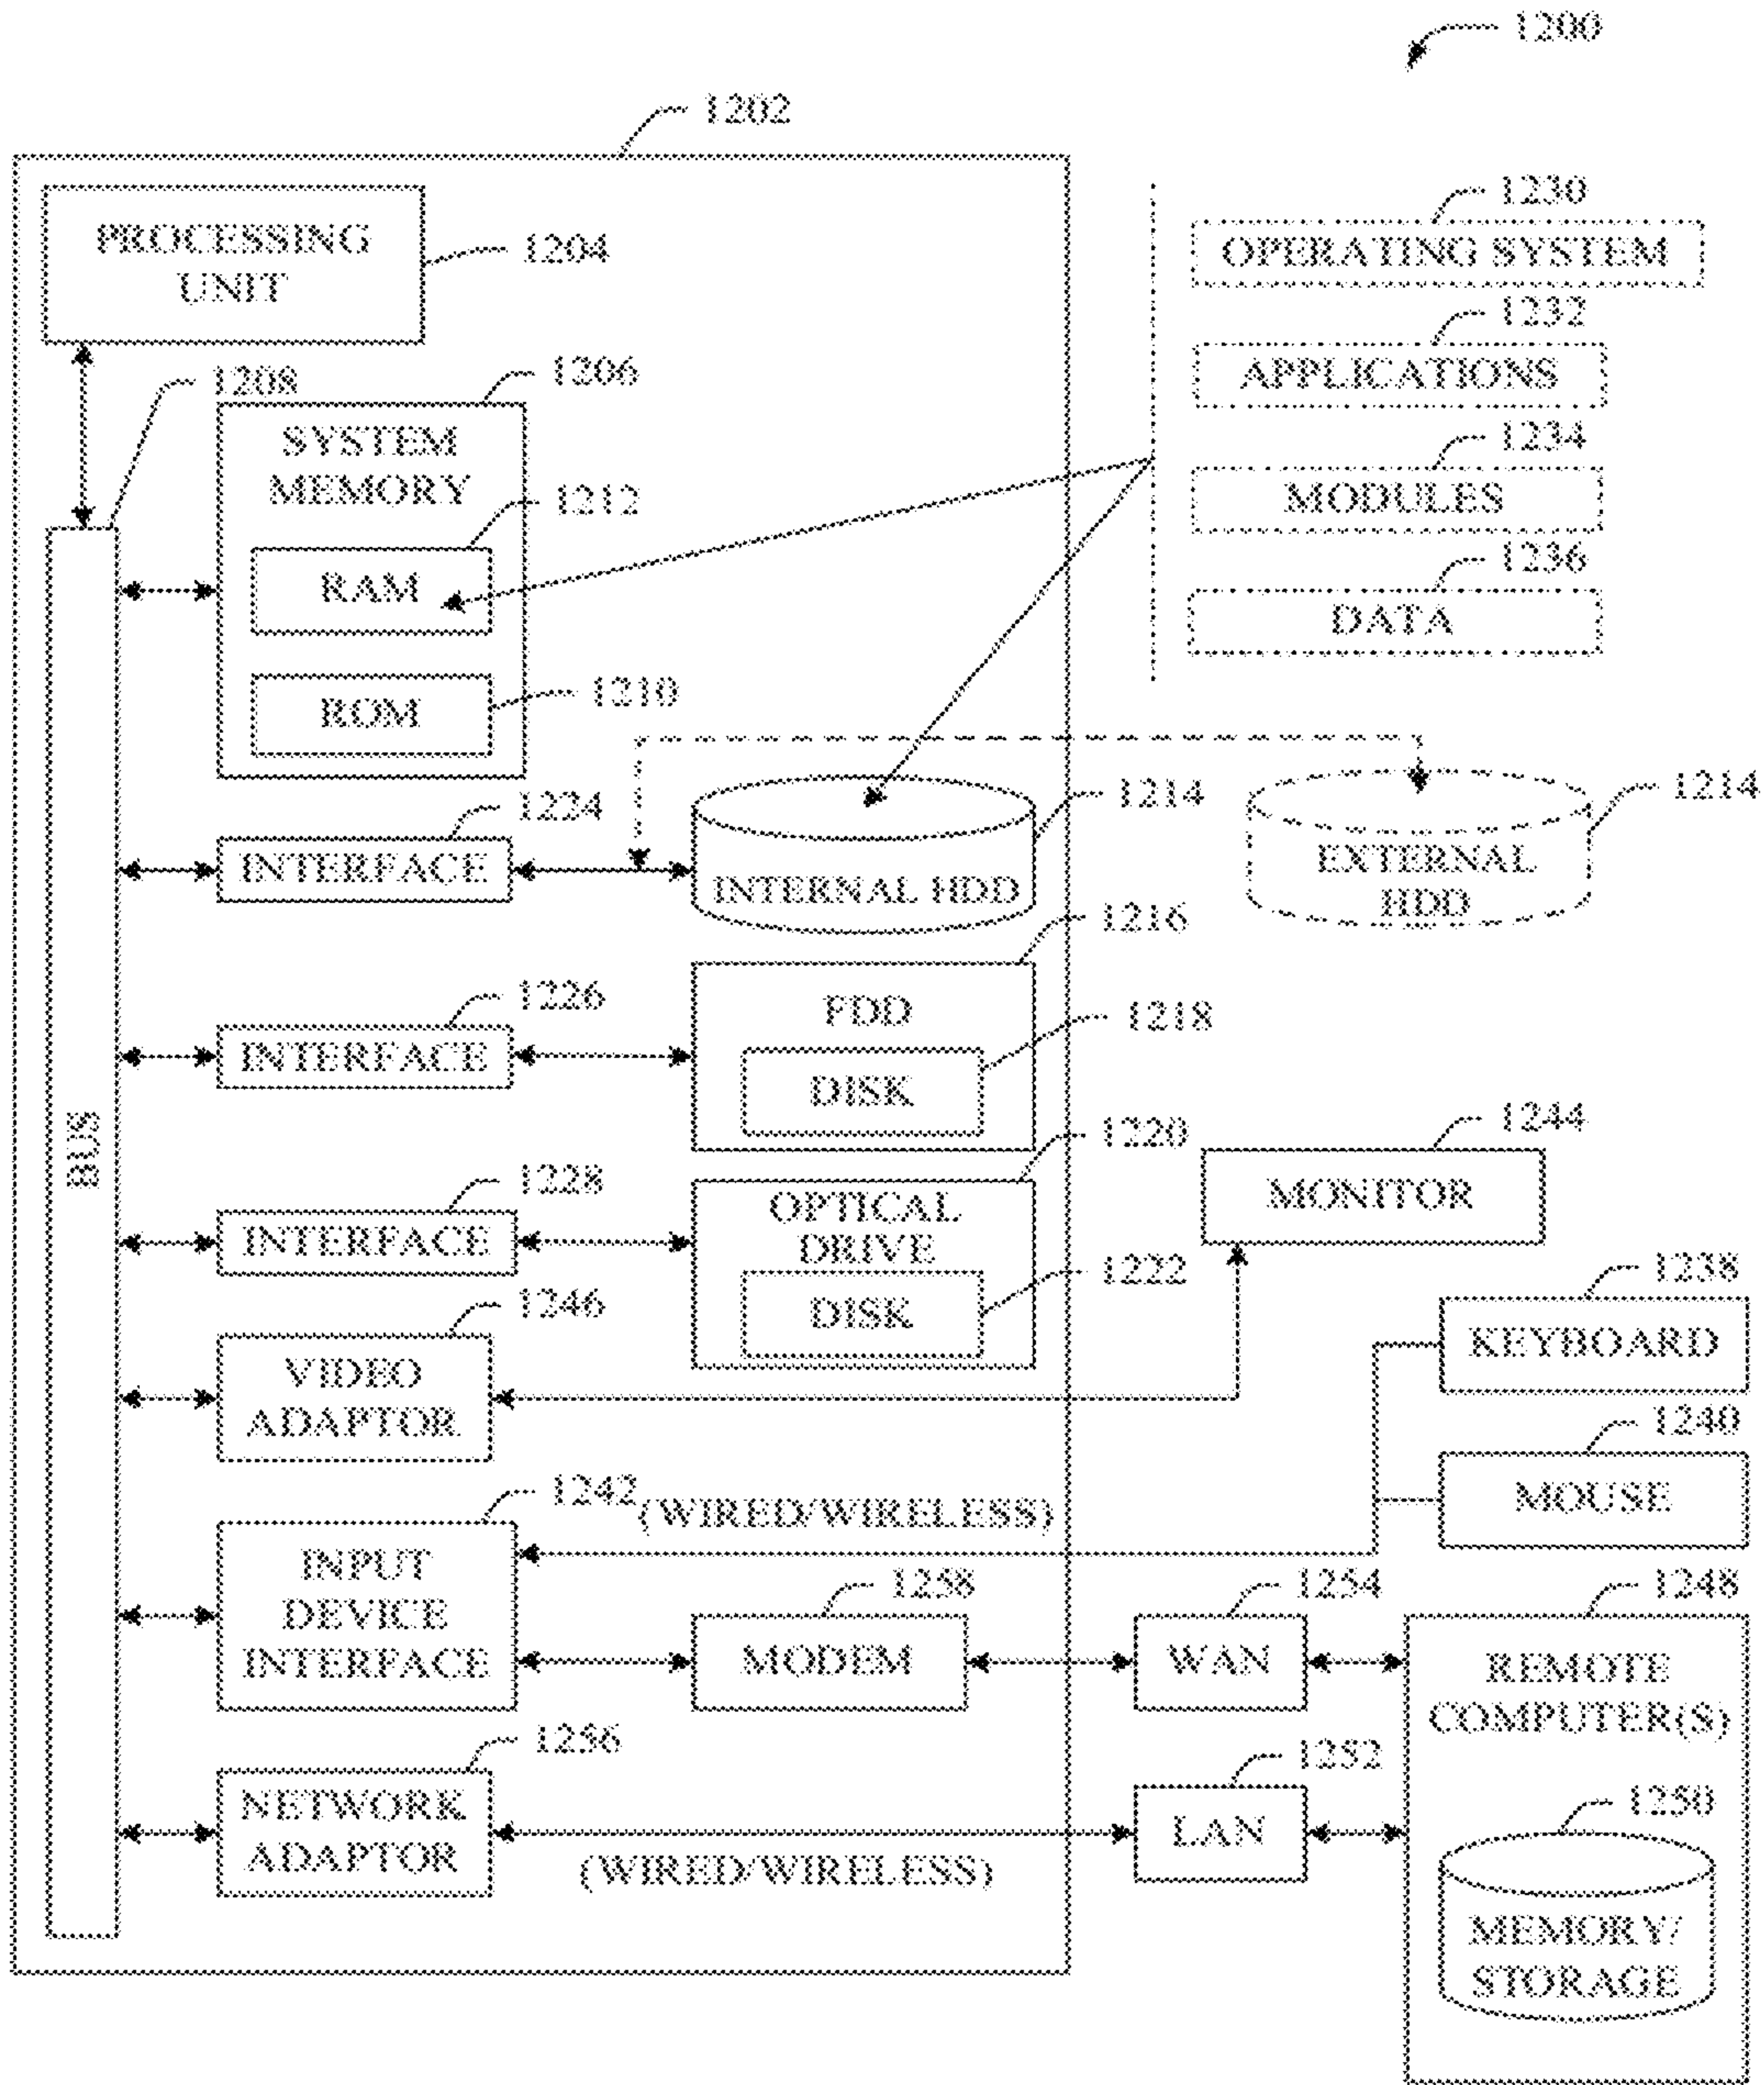 1200
1202
PROCESSING
UNIT
1204
1230
OPERATING SYSTEM
1232
APPLICATIONS
1234
MODULES
1236
DATA
1208
1206
SYSTEM
MEMORY
1212
RAM
1210
ROM
BUS
1224
INTERFACE
INTERNAL HDD
1214
EXTERNAL
HDD
1214
1216
1226
INTERFACE
FDD
1218
DISK
1220
1228
INTERFACE
OPTICAL
DRIVE
1222
DISK
1244
MONITOR
1246
VIDEO
ADAPTOR
1238
KEYBOARD
1240
MOUSE
1242
(WIRED/WIRELESS)
INPUT
DEVICE
INTERFACE
1258
MODEM
1254
WAN
1248
REMOTE
COMPUTER(S)
1256
NETWORK
ADAPTOR
(WIRED/WIRELESS)
1252
LAN
1250
MEMORY/
STORAGE